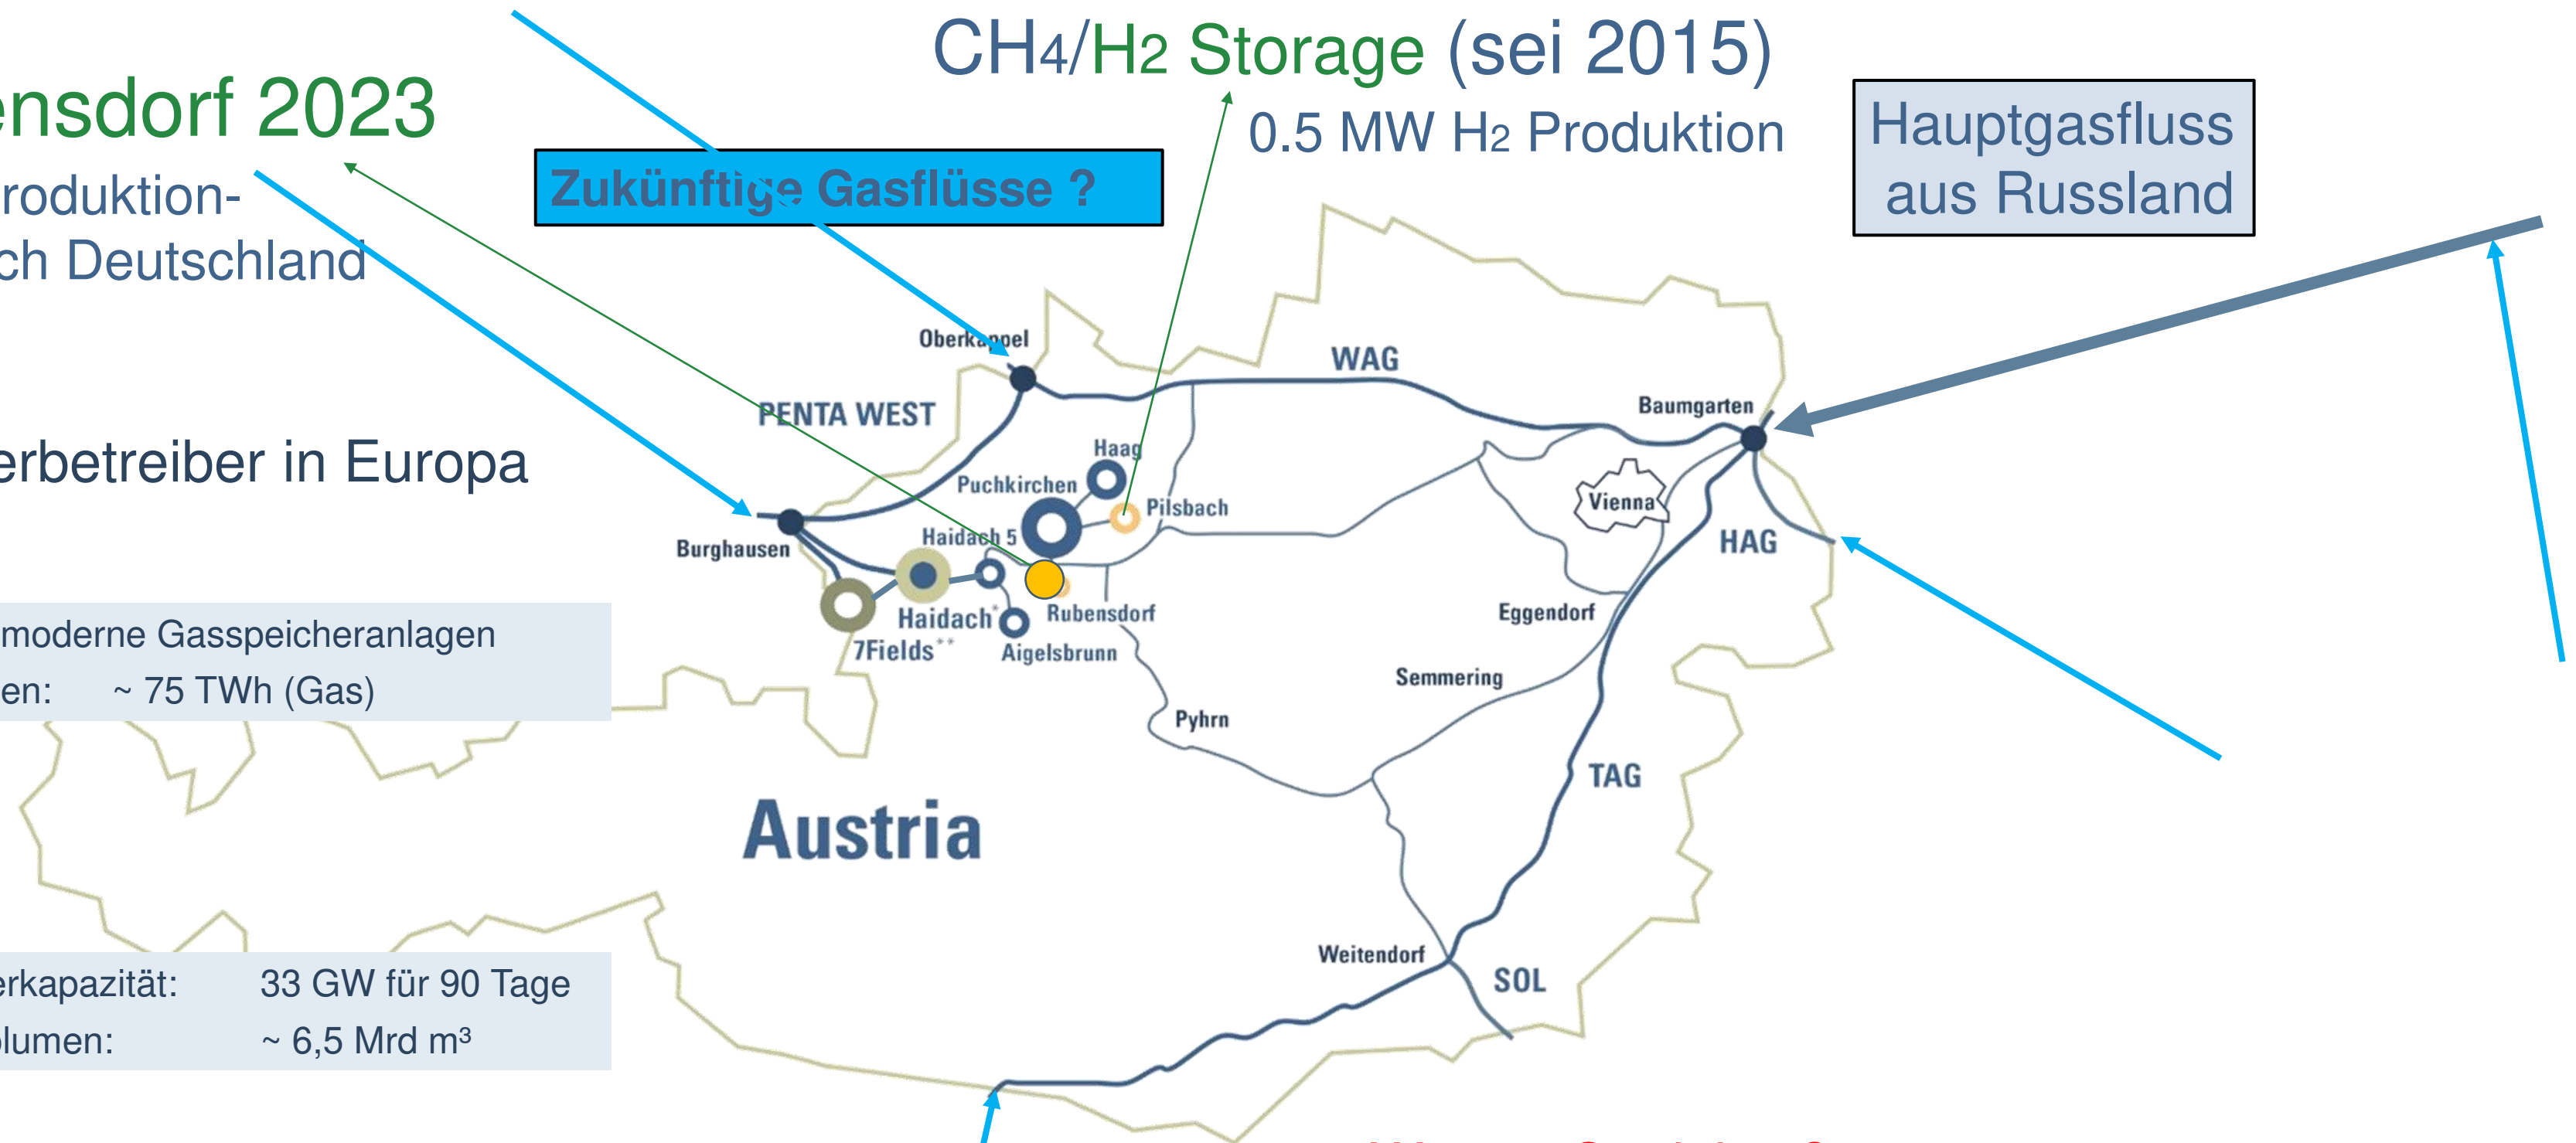 CH4/H2 Storage (sei 2015)
0.5 MW H2 Produktion
ensdorf 2023
roduktion-
ch Deutschland
Zukünftige Gasflüsse ?
Hauptgasfluss
aus Russland
Oberkappel
WAG
PENTA WEST
Baumgarten
erbetreiber in Europa
Haag
Puchkirchen
Pilsbach
Vienna
Haidach 5
Burghausen
HAG
Haidach*
Rubensdorf
Eggendorf
7Fields**
Aigelsbrunn
moderne Gasspeicheranlagen
en: ~ 75 TWh (Gas)
Semmering
Pyhrn
TAG
Austria
Weitendorf
SOL
erkapazität: 33 GW für 90 Tage
olumen: ~ 6,5 Mrd m³